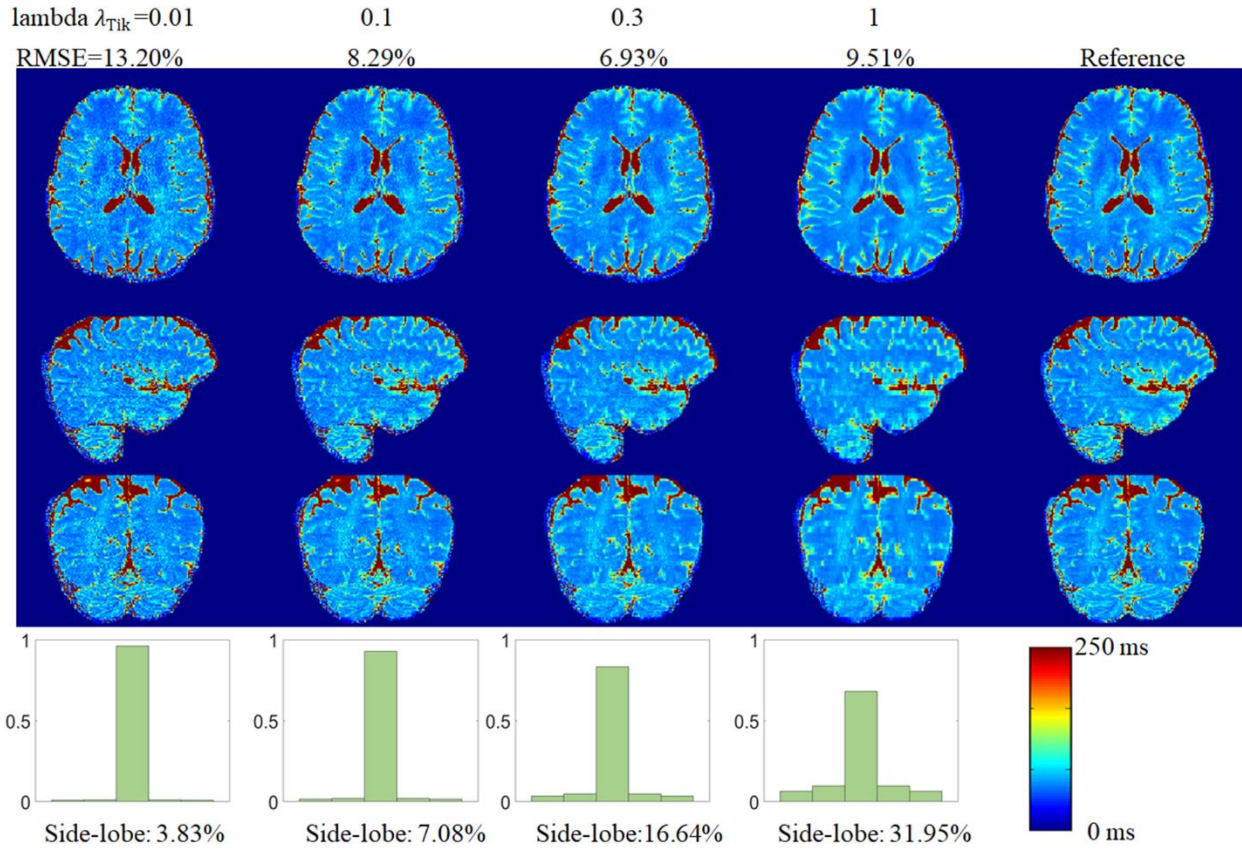 lambda λTik=0.01 0.1 0.3 1
RMSE=13.20% 8.29% 6.93% 9.51% Reference
1 1 1 1 250 ms
0.5 0.5 0.5 0.5
0 0 0 0 0 ms
Side-lobe: 3.83% Side-lobe: 7.08% Side-lobe:16.64% Side-lobe: 31.95%